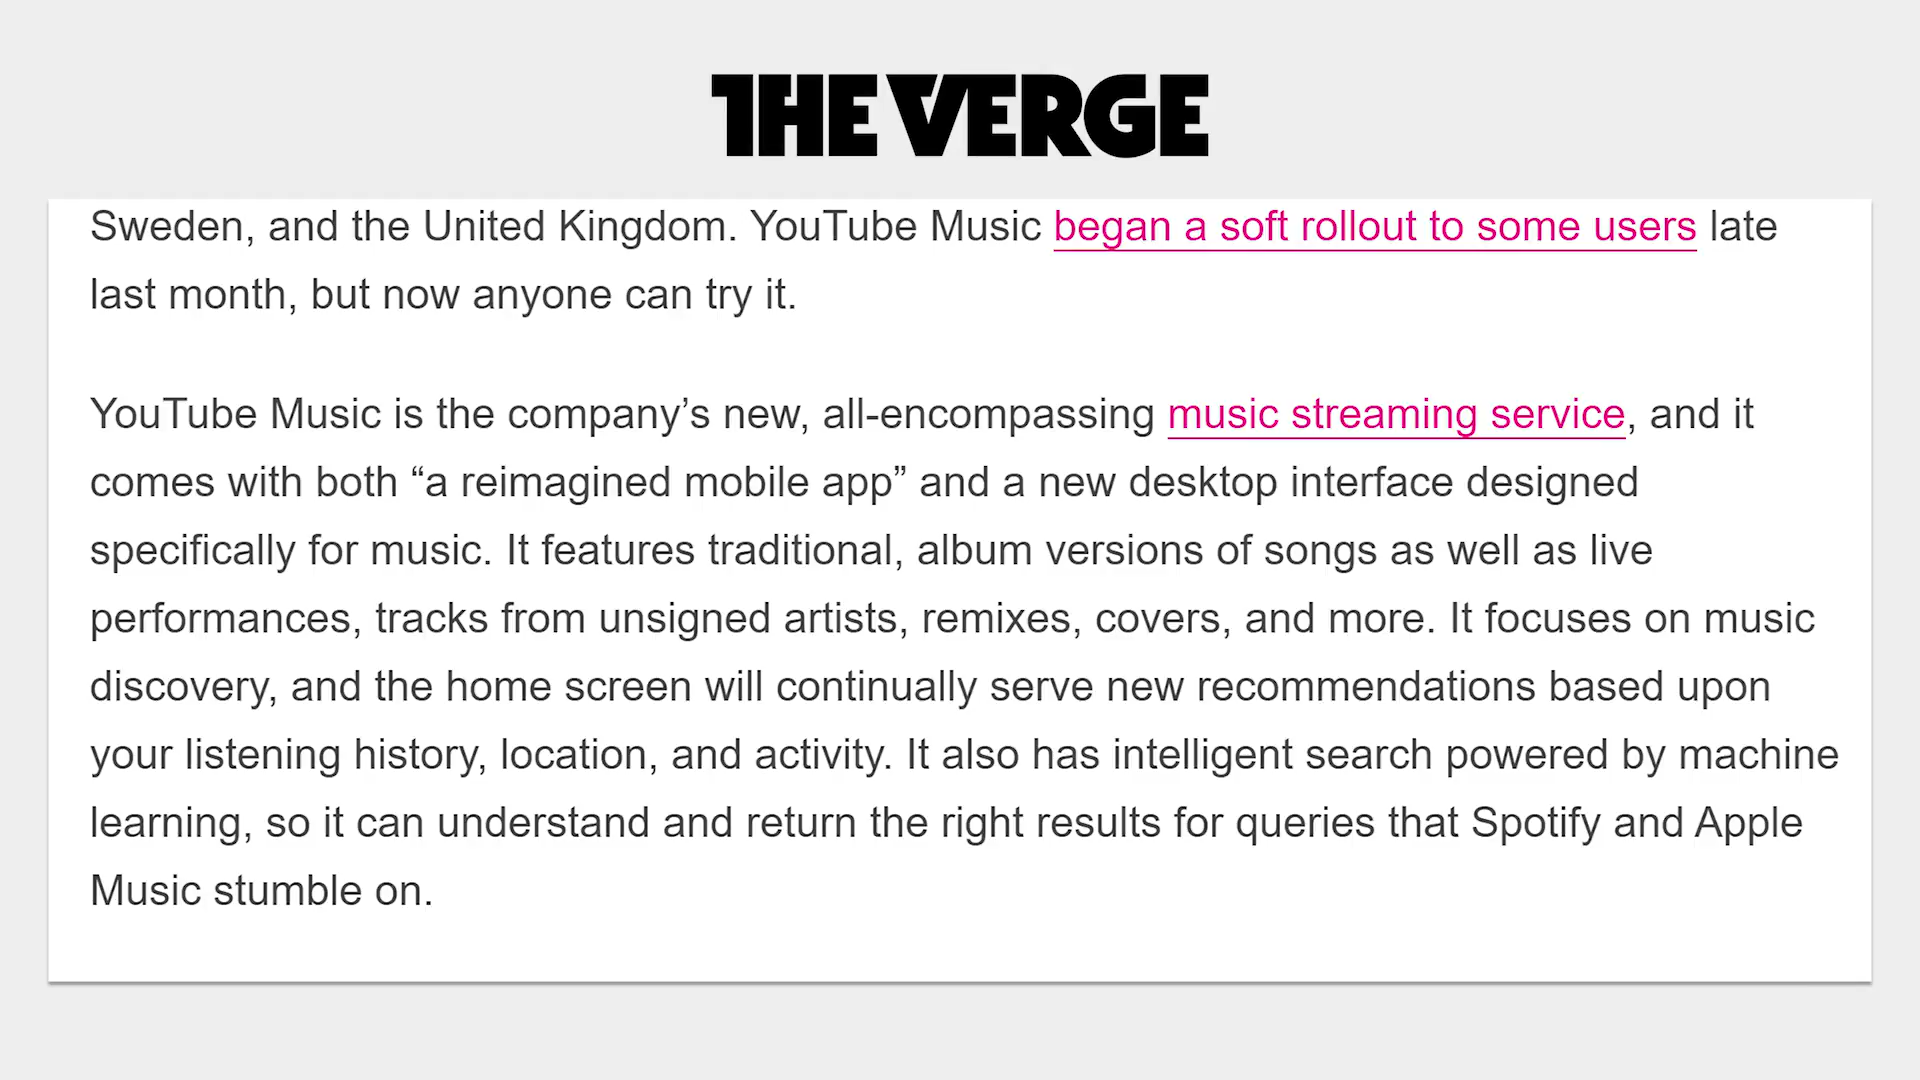 THE VERGE
Sweden, and the United Kingdom. YouTube Music began a soft rollout to some users late
last month, but now anyone can try it.
YouTube Music is the company’s new, all-encompassing music streaming service, and it
comes with both “a reimagined mobile app” and a new desktop interface designed
specifically for music. It features traditional, album versions of songs as well as live
performances, tracks from unsigned artists, remixes, covers, and more. It focuses on music
discovery, and the home screen will continually serve new recommendations based upon
your listening history, location, and activity. It also has intelligent search powered by machine
learning, so it can understand and return the right results for queries that Spotify and Apple
Music stumble on.